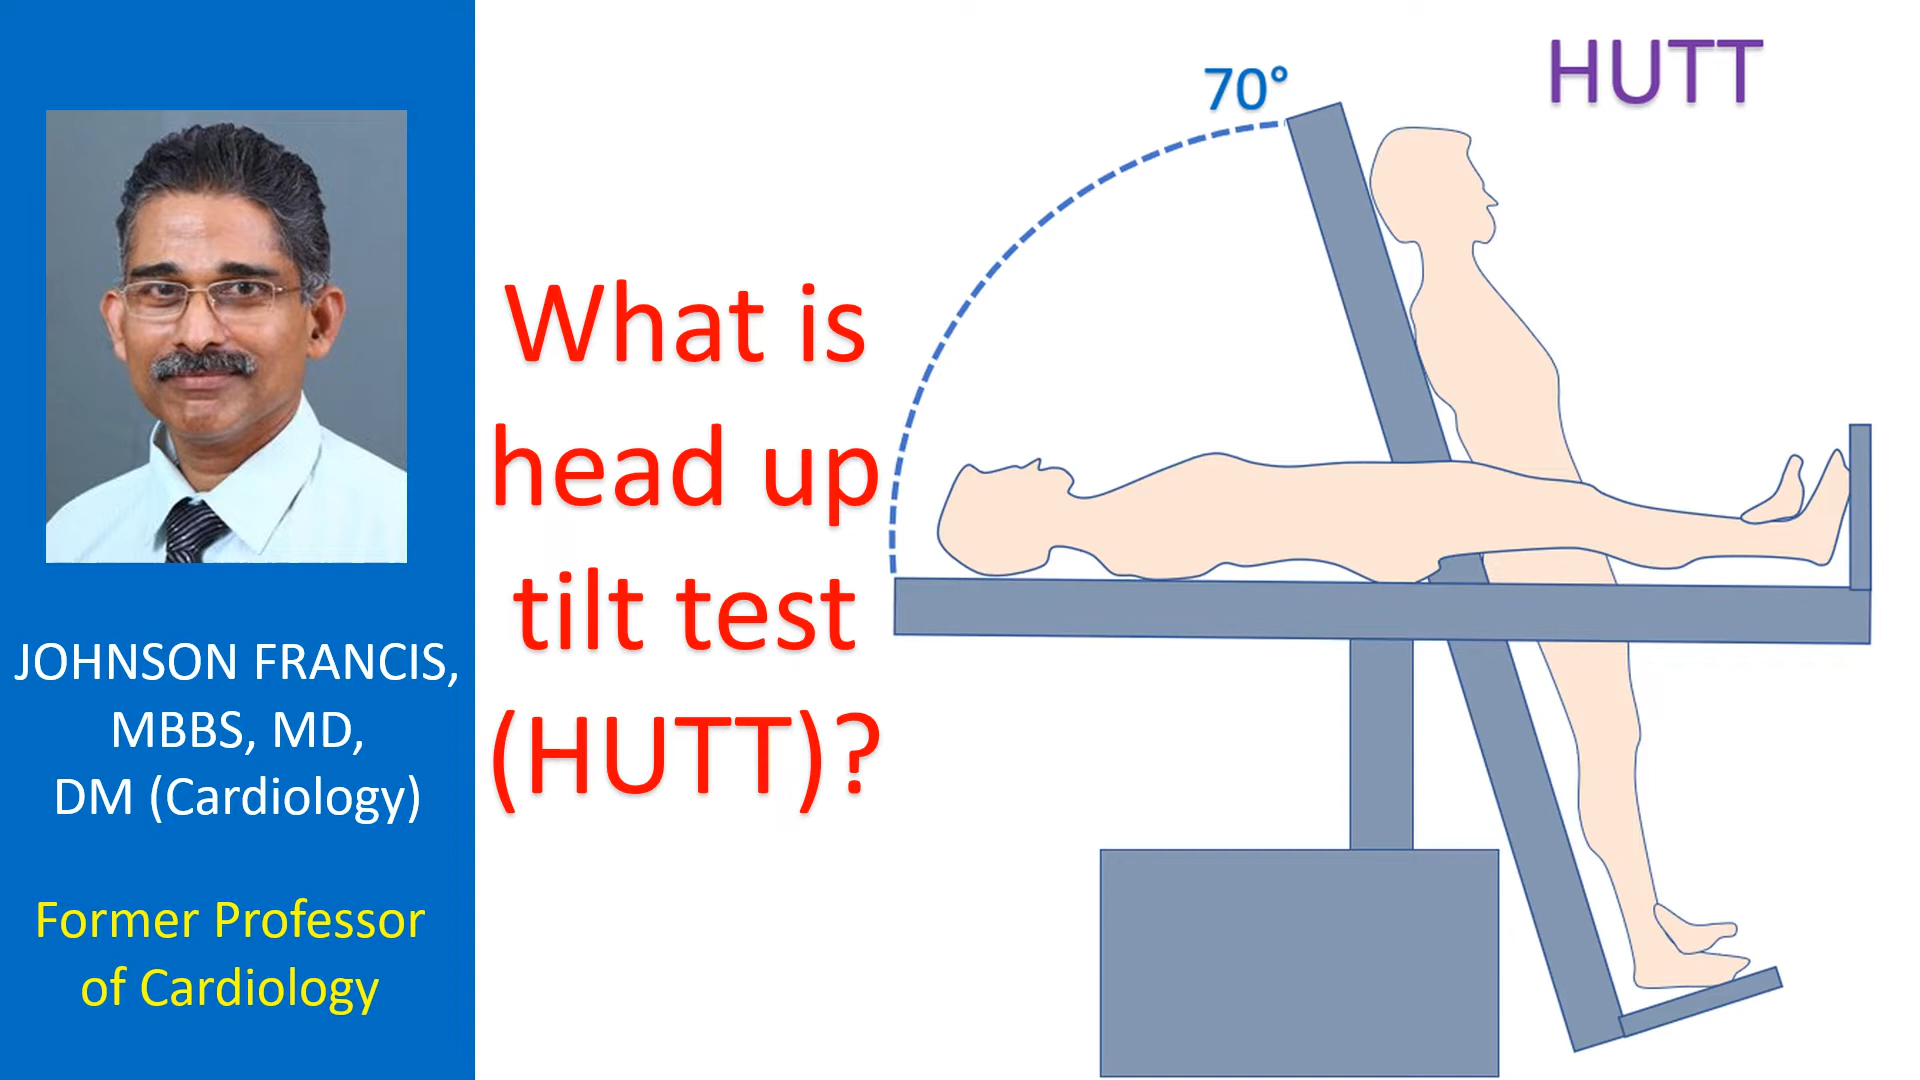 JOHNSON FRANCIS,
MBBS, MD,
DM (Cardiology)
Former Professor
of Cardiology
What is
head up
tilt test
(HUTT)?
70°
HUTT